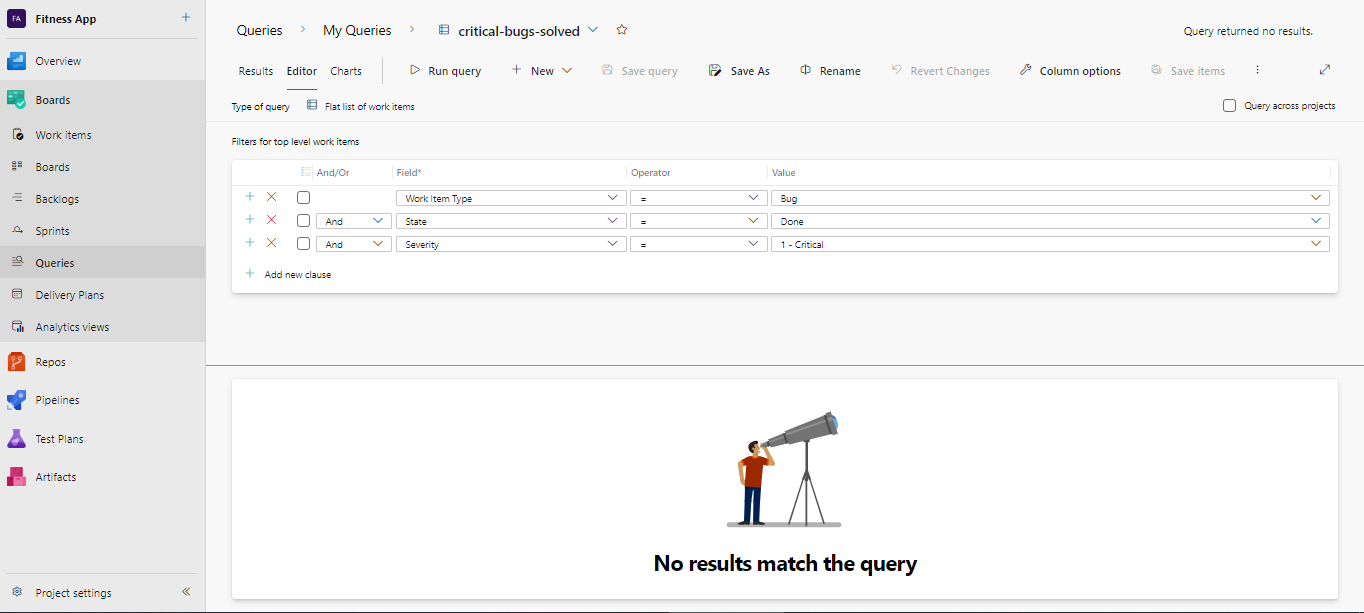 FA Fitness App
Overview
Boards
Work items
Boards
Backlogs
Sprints
Queries
Delivery Plans
Analytics views
Repos
Pipelines
Test Plans
Artifacts
Project settings
Queries My Queries critical-bugs-solved
Query returned no results.
Results Editor Charts Run query New Save query Save As Rename Revert Changes Column options Save items
Type of query Flat list of work items Query across projects
Filters for top level work items
And/Or Field* Operator Value
Work Item Type = Bug
And State = Done
And Severity = 1 - Critical
Add new clause
No results match the query